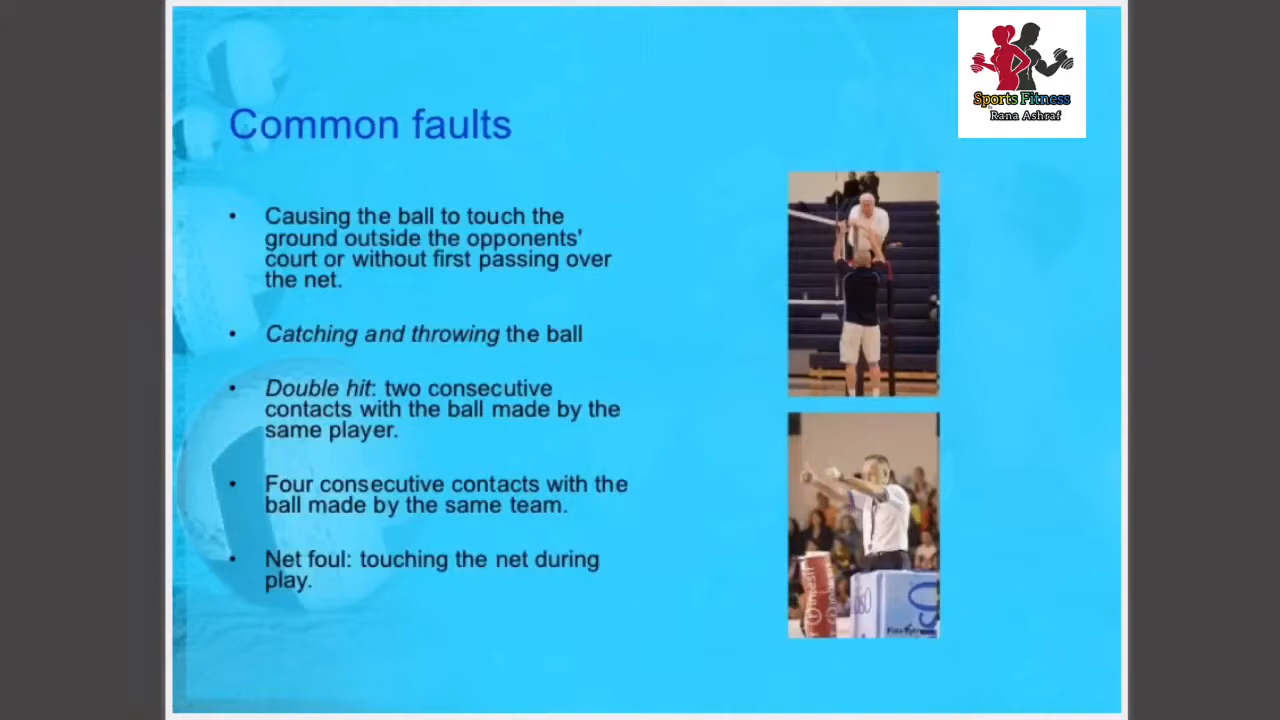 Sports Fitness
Rana Ashraf
Common faults
• Causing the ball to touch the
ground outside the opponents'
court or without first passing over
the net.
• Catching and throwing the ball
• Double hit: two consecutive
contacts with the ball made by the
same player.
• Four consecutive contacts with the
ball made by the same team.
• Net foul: touching the net during
play.